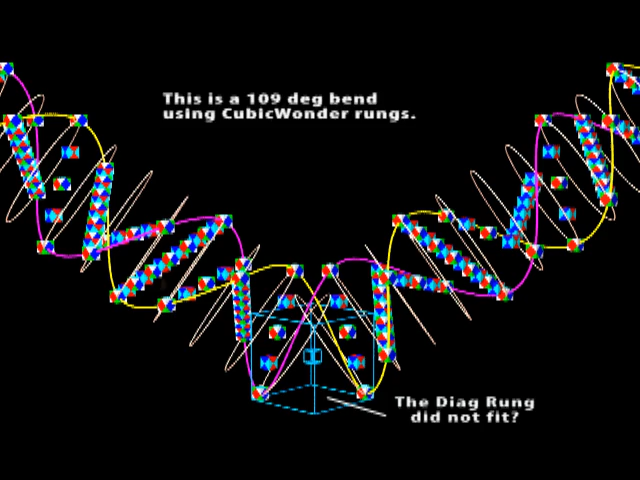 This is a 109 deg bend
using CubicWonder rungs.
The Diag Rung
did not fit?